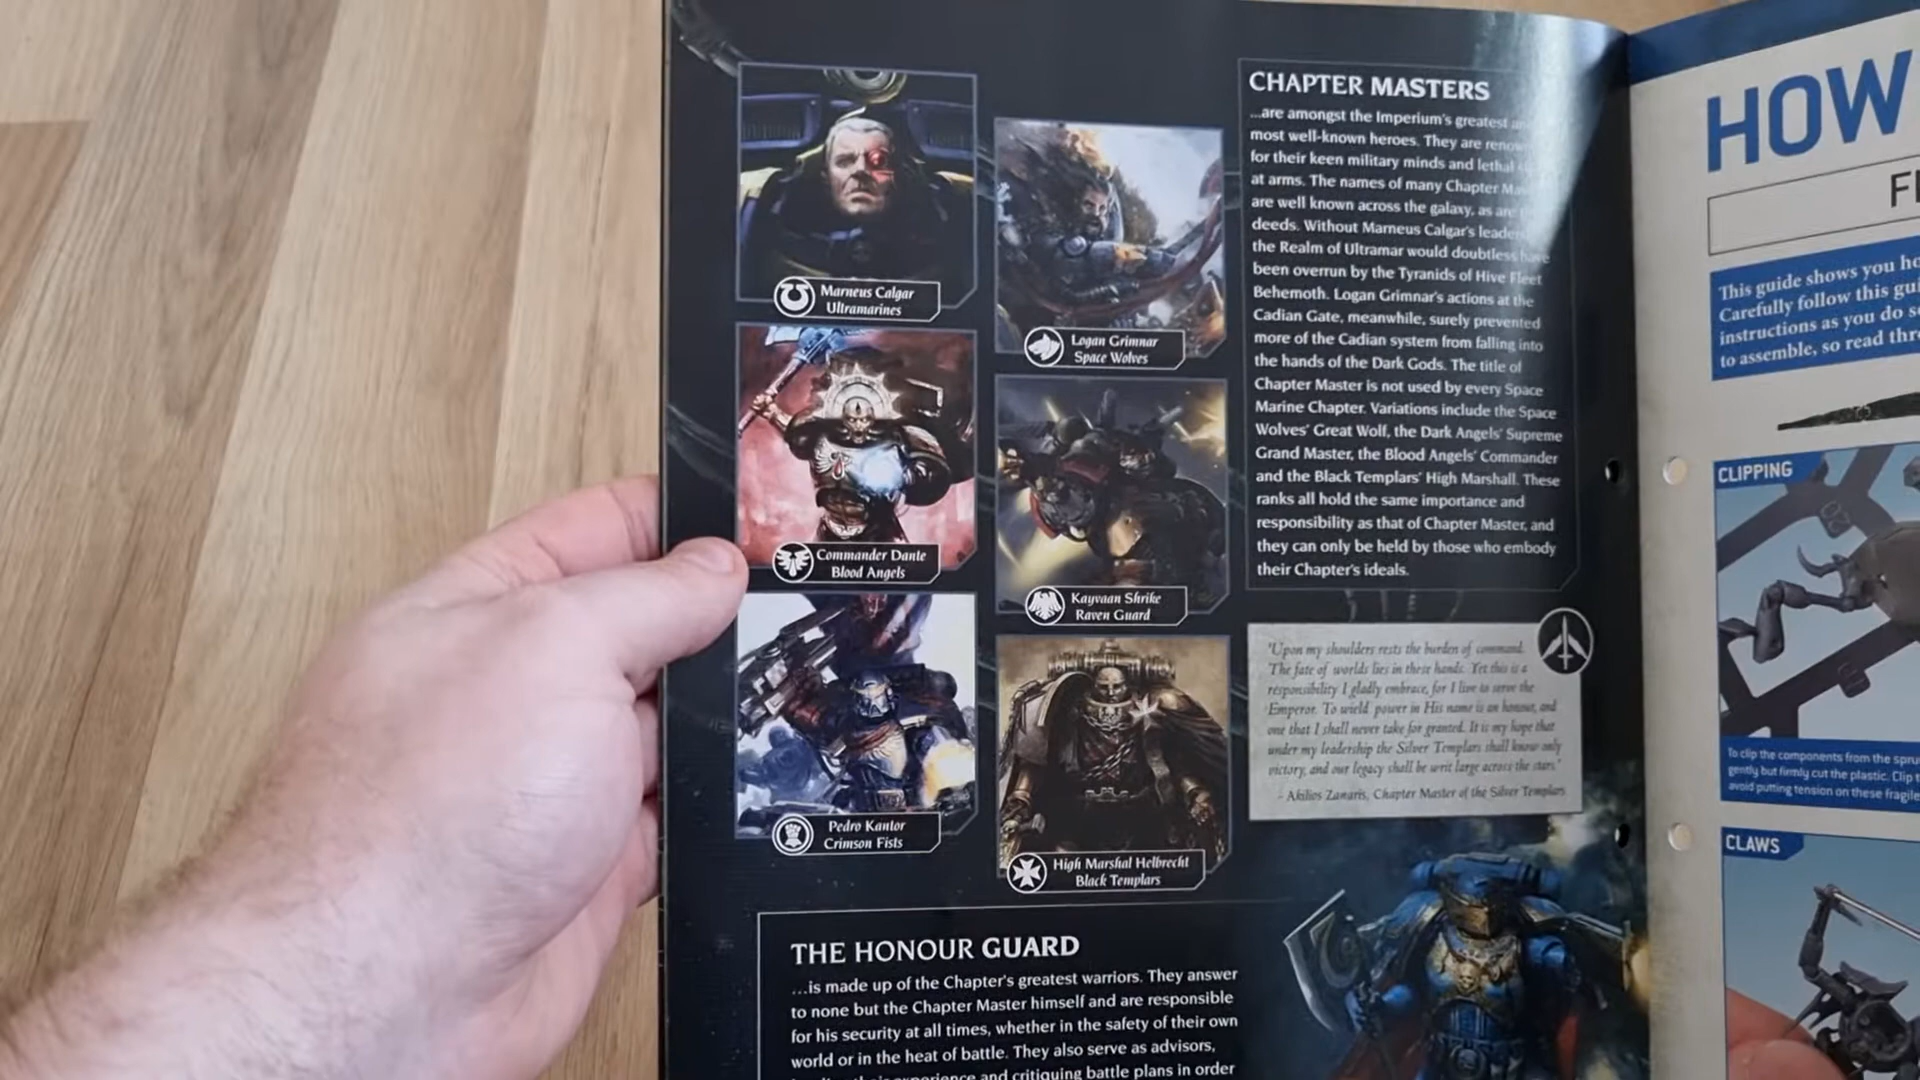 Marneus Calgar
Ultramarines
Logan Grimnar
Space Wolves
Commander Dante
Blood Angels
Kayvaan Shrike
Raven Guard
Pedro Kantor
Crimson Fists
High Marshal Helbrecht
Black Templars
CHAPTER MASTERS
...are amongst the Imperium's greatest
most well-known heroes. They are
for their keen military minds and lethal
at arms. The names of many Chapter
are well known across the galaxy, as are
deeds. Without Marneus Calgar's
the Realm of Ultramar would doubtless have
been overrun by the Tyranids of Hive Fleet
Behemoth. Logan Grimnar's actions at the
Cadian Gate, meanwhile, surely prevented
more of the Cadian system from falling into
the hands of the Dark Gods. The title of
Chapter Master is not used by every Space
Marine Chapter. Variations include the Space
Wolves' Great Wolf, the Dark Angels' Supreme
Grand Master, the Blood Angels' Commander
and the Black Templars' High Marshall. These
ranks all hold the same importance and
responsibility as that of Chapter Master, and
they can only be held by those who embody
their Chapter's ideals.
'Upon my shoulders rests the burden of command.
The fate of worlds lies in these hands. Yet this is a
responsibility I gladly embrace, for I live to serve the
Emperor. To wield power in His name is an honour, and
one that I shall never take for granted. It is my hope that
under my leadership the Silver Templars shall know only
victory, and our legacy shall be writ large across the stars.'
- Akilios Zanaris, Chapter Master of the Silver Templars
THE HONOUR GUARD
...is made up of the Chapter's greatest warriors. They answer
to none but the Chapter Master himself and are responsible
for his security at all times, whether in the safety of their own
world or in the heat of battle. They also serve as advisors,
experience and critiquing battle plans in order
HOW
This guide shows you
Carefully follow this
instructions as you do
to assemble, so read
CLIPPING
To clip the components from the
gently but firmly cut the plastic. Clip
avoid putting tension on these
CLAWS